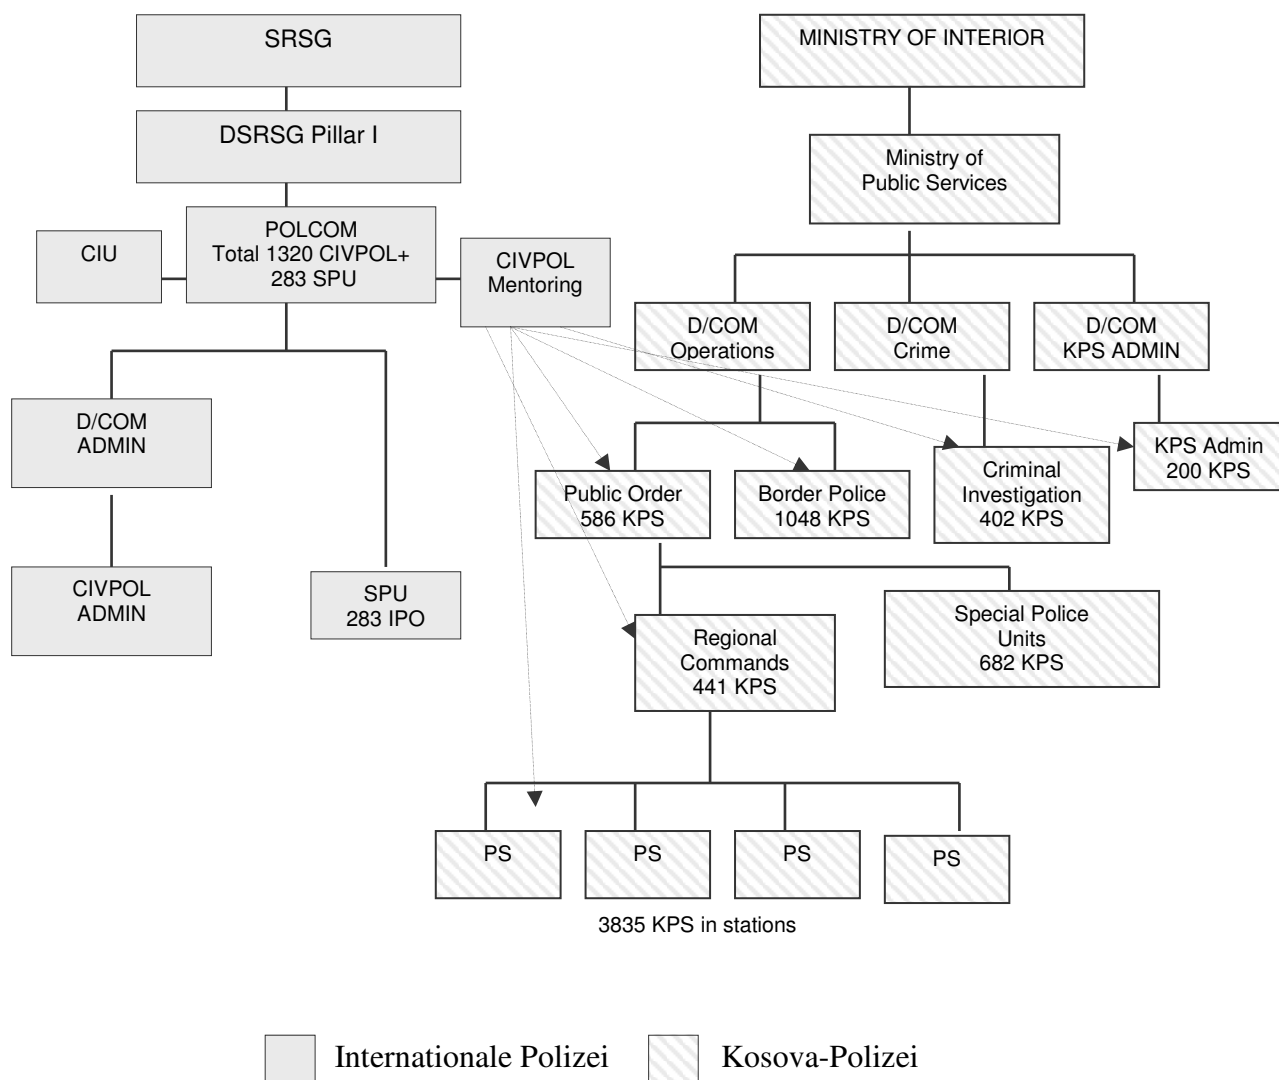 SRSG
MINISTRY OF INTERIOR
DSRSG Pillar I
Ministry of
Public Services
POLCOM
Total 1320 CIVPOL+
283 SPU
CIU
CIVPOL
Mentoring
D/COM
Operations
D/COM
Crime
D/COM
KPS ADMIN
D/COM
ADMIN
Public Order
586 KPS
Border Police
1048 KPS
Criminal
Investigation
402 KPS
KPS Admin
200 KPS
CIVPOL
ADMIN
SPU
283 IPO
Regional
Commands
441 KPS
Special Police
Units
682 KPS
PS
PS
PS
PS
3835 KPS in stations
Internationale Polizei
Kosova-Polizei